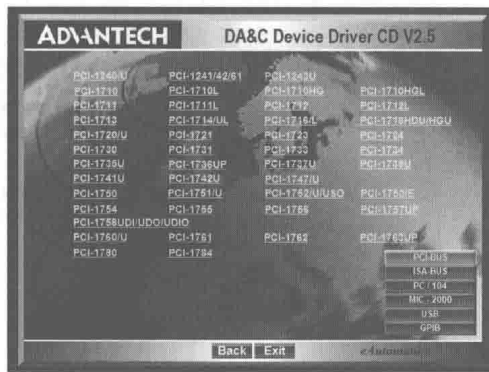 ADVANTECH DA&C Device Driver CD V2.5
PCI-1240/U PCI-1241/42/61 PCI-1243U
PCI-1710 PCI-1710L PCI-1710HG PCI-1710HGL
PCI-1711 PCI-1711L PCI-1712 PCI-1712L
PCI-1713 PCI-1714/UL PCI-1716/L PCI-1718HDU/HGU
PCI-1720/U PCI-1721 PCI-1723 PCI-1724
PCI-1730 PCI-1731 PCI-1733 PCI-1734
PCI-1735U PCI-1736UP PCI-1737U PCI-1739U
PCI-1741U PCI-1742U PCI-1747/U
PCI-1750 PCI-1751/U PCI-1752/U/USO PCI-1753/E
PCI-1754 PCI-1755 PCI-1756 PCI-1757UP
PCI-1758UDI/UDO/UDIO
PCI-1760/U PCI-1761 PCI-1762 PCI-1763UP
PCI-1780 PCI-1784
PCI-BUS
ISA-BUS
PC / 104
MIC - 2000
USB
GPIB
Back Exit